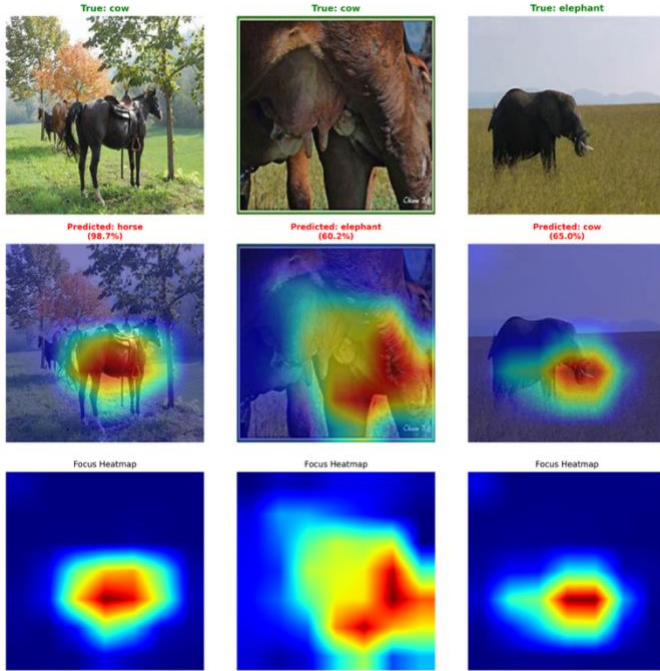 True: cow
True: cow
True: elephant
Predicted: horse
(98.7%)
Predicted: elephant
(60.2%)
Predicted: cow
(65.0%)
Focus Heatmap
Focus Heatmap
Focus Heatmap